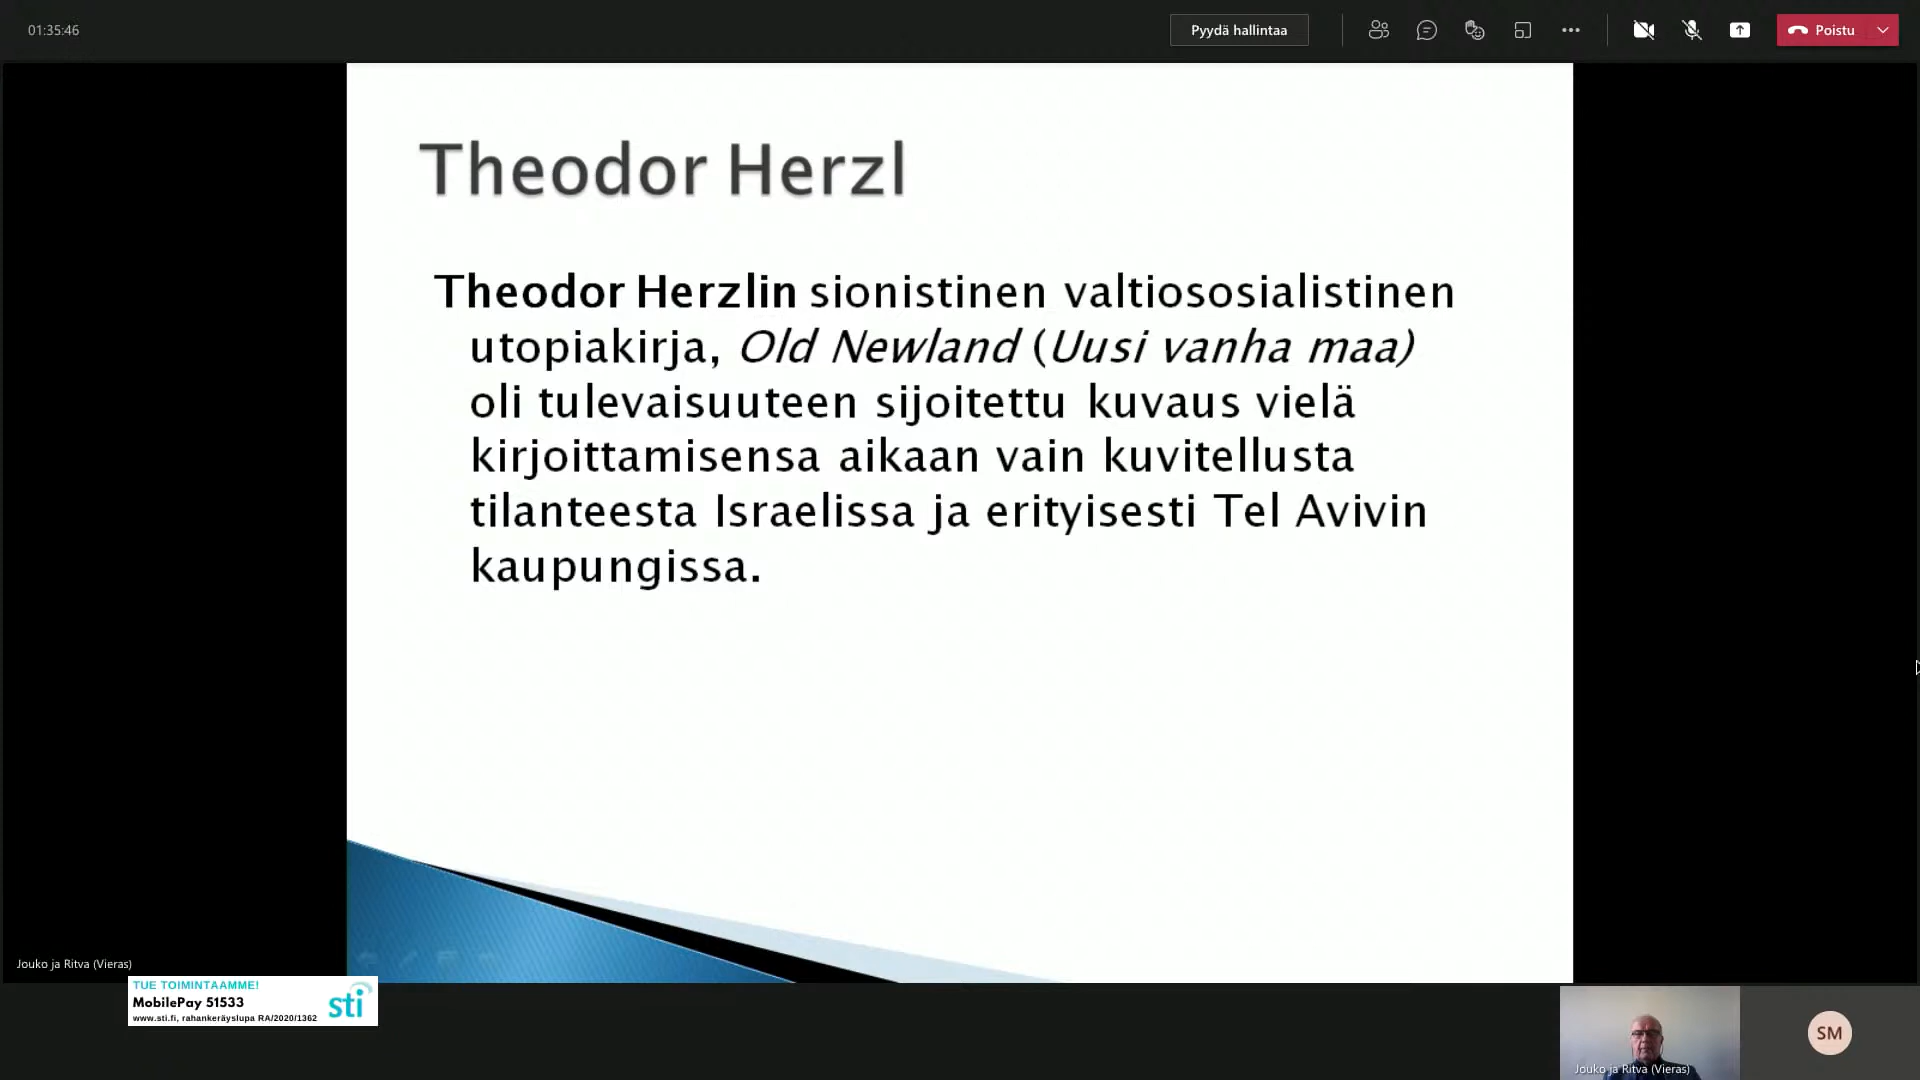 01:35:46
Pyydä hallintaa
Poistu
Theodor Herzl
Theodor Herzlin sionistinen valtiososialistinen
utopiakirja, Old Newland (Uusi vanha maa)
oli tulevaisuuteen sijoitettu kuvaus vielä
kirjoittamisensa aikaan vain kuvitellusta
tilanteesta Israelissa ja erityisesti Tel Avivin
kaupungissa.
Jouko ja Ritva (Vieras)
TUE TOIMINTAAMME!
MobilePay 51533
www.sti.fi, rahankeräyslupa RA/2020/1362
sti
Jouko ja Ritva (Vieras)
SM